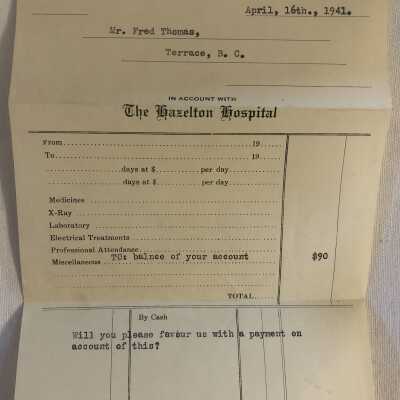 April, 16th., 1941.
Mr. Fred Thomas,
Terrace, B. C.
IN ACCOUNT WITH
The Hazelton Hospital
From 19
To 19
days at $ per day
days at $ per day
Medicines
X-Ray
Laboratory
Electrical Treatments
Professional Attendance
Miscellaneous TO: balnce of your account $90
TOTAL
By Cash
Will you please favour us with a payment on
account of this?